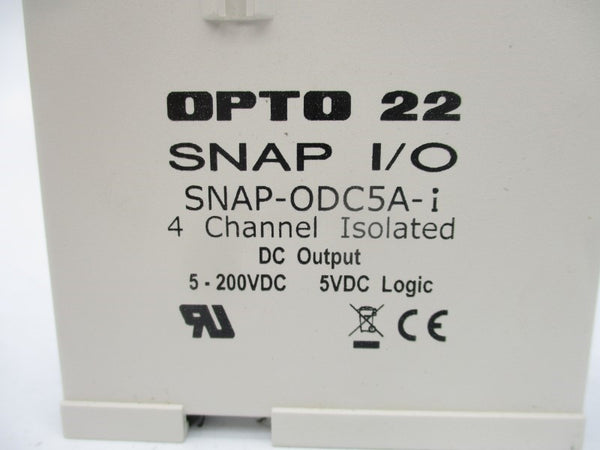 OPTO 22
SNAP I/O
SNAP-ODC5A-i
4 Channel Isolated
DC Output
5 - 200VDC 5VDC Logic
CE